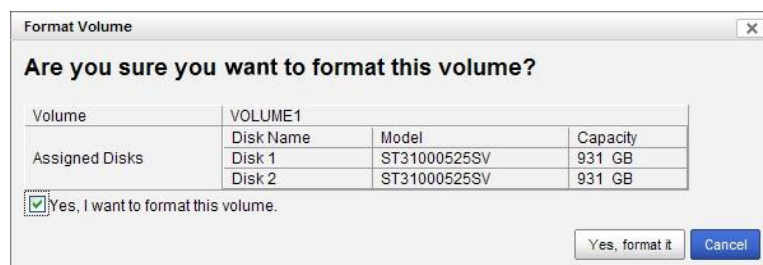 Format Volume
Are you sure you want to format this volume?
Volume VOLUME1
Assigned Disks
Disk Name Model Capacity
Disk 1 ST31000525SV 931 GB
Disk 2 ST31000525SV 931 GB
Yes, I want to format this volume.
Yes, format it Cancel